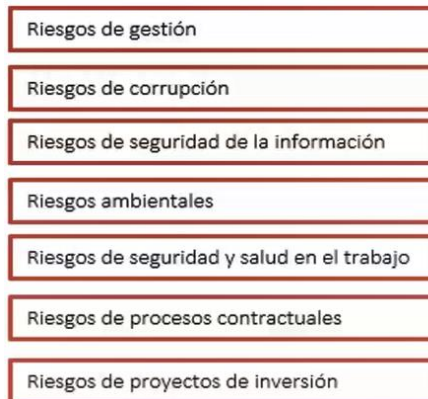 Riesgos de gestión
Riesgos de corrupción
Riesgos de seguridad de la información
Riesgos ambientales
Riesgos de seguridad y salud en el trabajo
Riesgos de procesos contractuales
Riesgos de proyectos de inversión